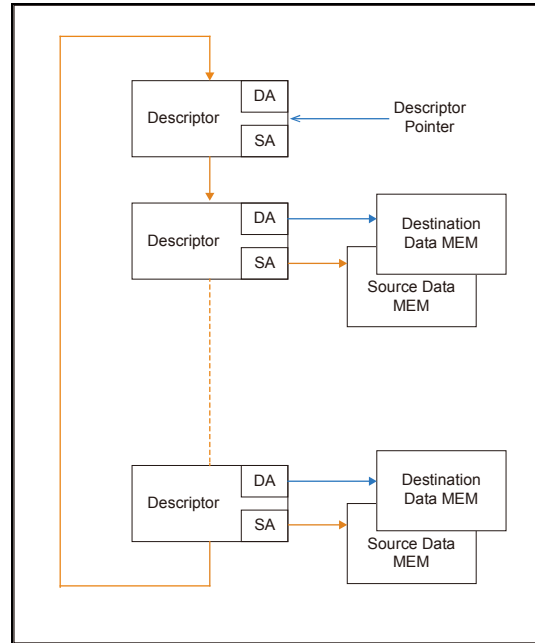 DA
Descriptor
SA
Descriptor
Pointer
DA
Descriptor
SA
Destination
Data MEM
Source Data
MEM
DA
Descriptor
SA
Destination
Data MEM
Source Data
MEM